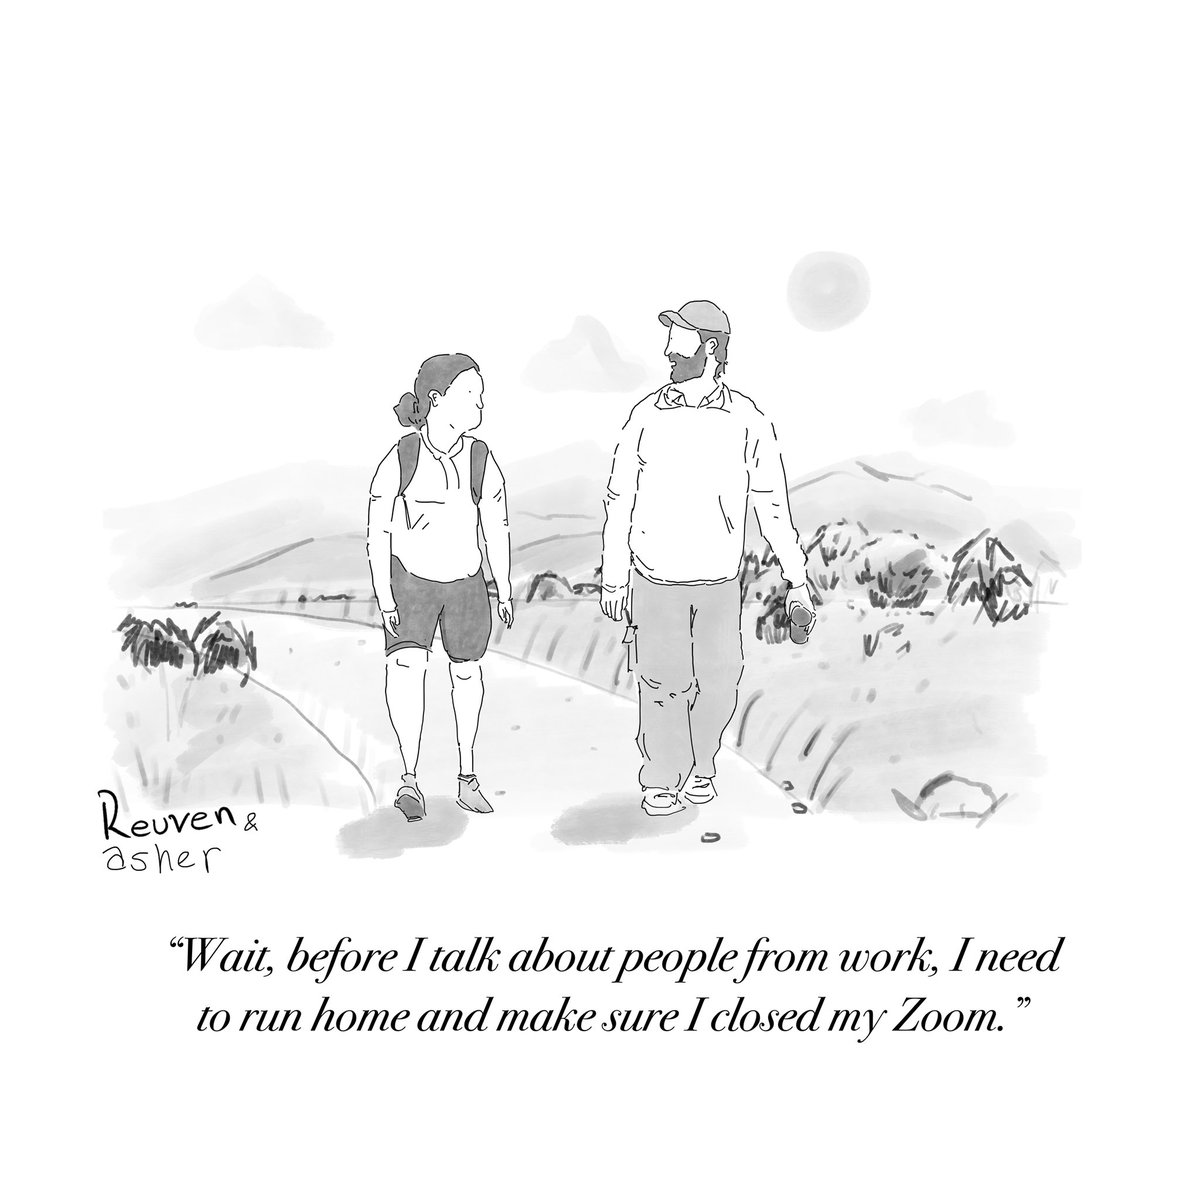 Reuven &
asher
“Wait, before I talk about people from work, I need
to run home and make sure I closed my Zoom.”